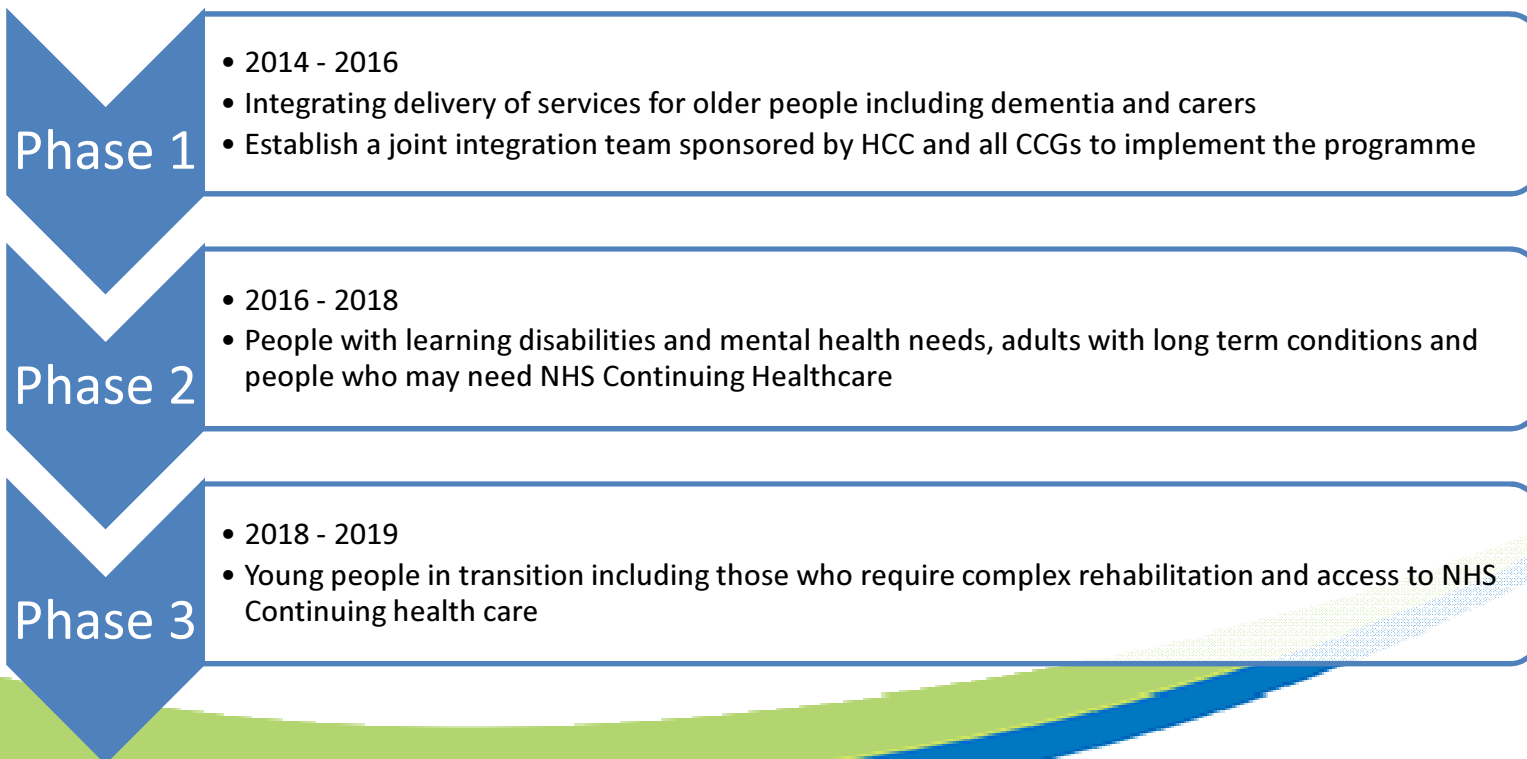 Phase 1
• 2014 - 2016
• Integrating delivery of services for older people including dementia and carers
• Establish a joint integration team sponsored by HCC and all CCGs to implement the programme
Phase 2
• 2016 - 2018
• People with learning disabilities and mental health needs, adults with long term conditions and
people who may need NHS Continuing Healthcare
Phase 3
• 2018 - 2019
• Young people in transition including those who require complex rehabilitation and access to NHS
Continuing health care